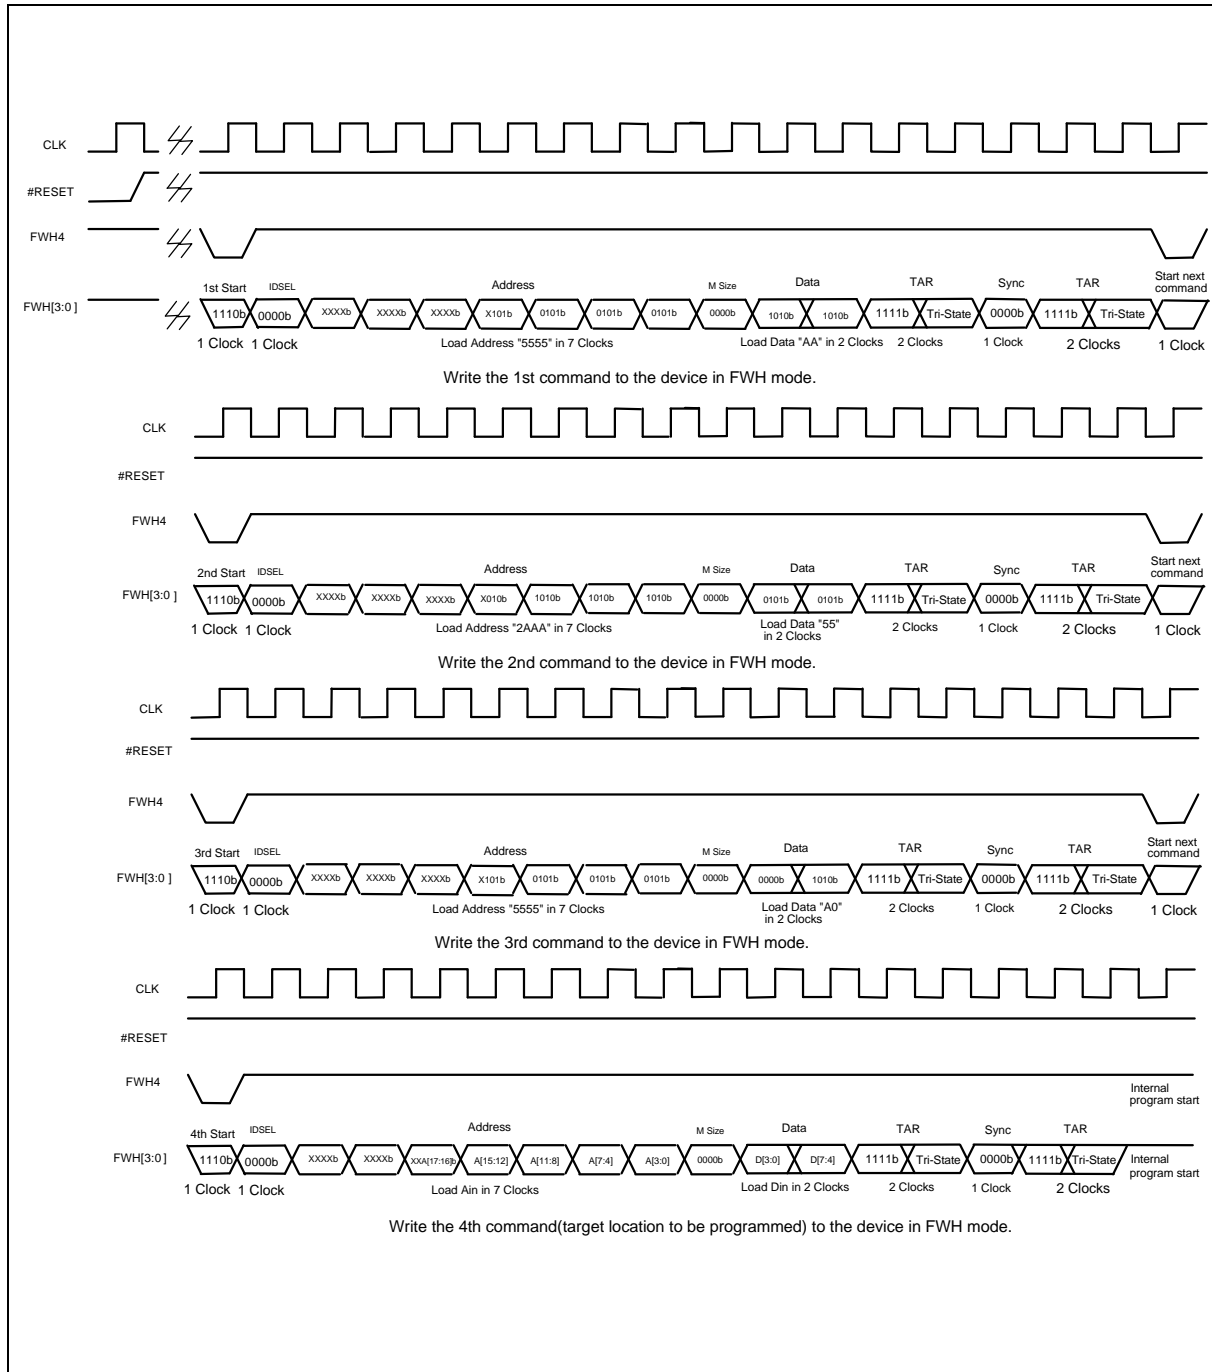 CLK
#RESET
FWH4
1st Start IDSEL Address M Size Data TAR Sync TAR Start next command
FWH[3:0 ] 1110b 0000b XXXXb XXXXb XXXXb X101b 0101b 0101b 0101b 0000b 1010b 1010b 1111b Tri-State 0000b 1111b Tri-State
1 Clock 1 Clock Load Address "5555" in 7 Clocks Load Data "AA" in 2 Clocks 2 Clocks 1 Clock 2 Clocks 1 Clock
Write the 1st command to the device in FWH mode.
CLK
#RESET
FWH4
2nd Start IDSEL Address M Size Data TAR Sync TAR Start next command
FWH[3:0 ] 1110b 0000b XXXXb XXXXb XXXXb X010b 1010b 1010b 1010b 0000b 0101b 0101b 1111b Tri-State 0000b 1111b Tri-State
1 Clock 1 Clock Load Address "2AAA" in 7 Clocks Load Data "55" in 2 Clocks 2 Clocks 1 Clock 2 Clocks 1 Clock
Write the 2nd command to the device in FWH mode.
CLK
#RESET
FWH4
3rd Start IDSEL Address M Size Data TAR Sync TAR Start next command
FWH[3:0 ] 1110b 0000b XXXXb XXXXb XXXXb X101b 0101b 0101b 0101b 0000b 0000b 1010b 1111b Tri-State 0000b 1111b Tri-State
1 Clock 1 Clock Load Address "5555" in 7 Clocks Load Data "A0" in 2 Clocks 2 Clocks 1 Clock 2 Clocks 1 Clock
Write the 3rd command to the device in FWH mode.
CLK
#RESET
FWH4 Internal program start
4th Start IDSEL Address M Size Data TAR Sync TAR
FWH[3:0] 1110b 0000b XXXXb XXXXb XXA[17:16]b A[15:12] A[11:8] A[7:4] A[3:0] 0000b D[3:0] D[7:4] 1111b Tri-State 0000b 1111b Tri-State Internal program start
1 Clock 1 Clock Load Ain in 7 Clocks Load Din in 2 Clocks 2 Clocks 1 Clock 2 Clocks
Write the 4th command(target location to be programmed) to the device in FWH mode.